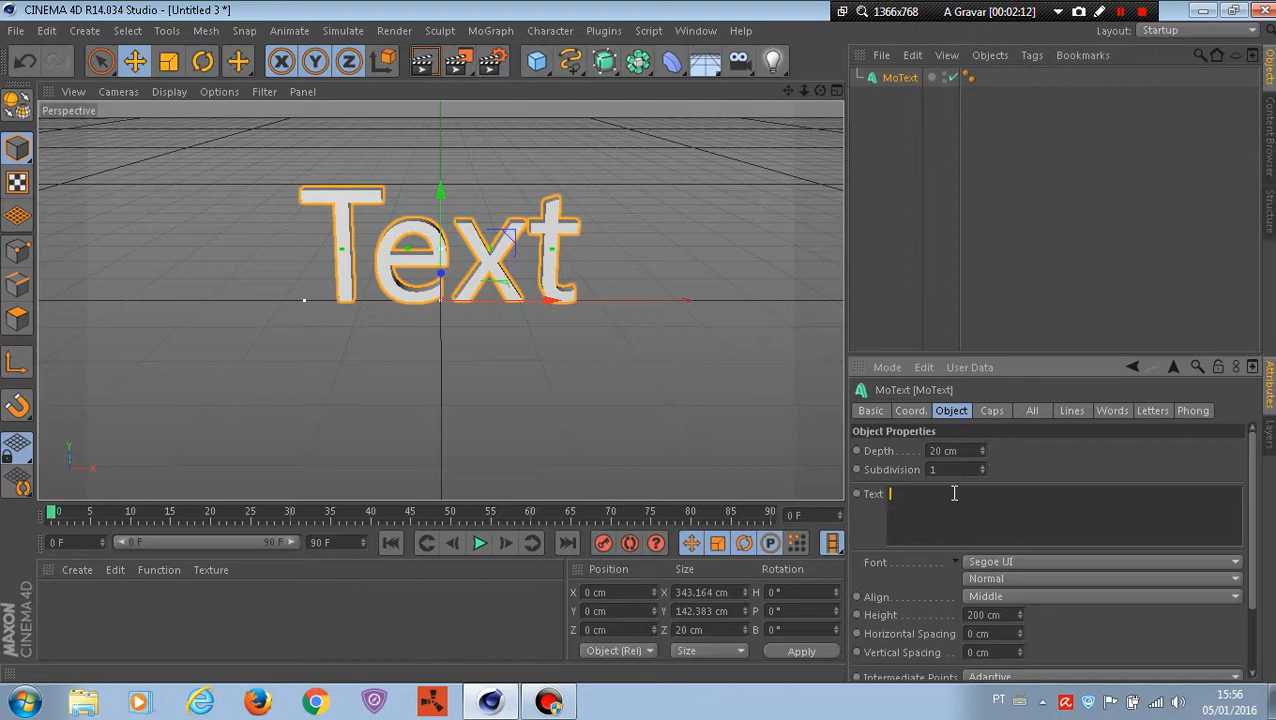 CINEMA 4D R14.034 Studio - [Untitled 3 *]
1366x768
A Gravar [00:02:12]
File Edit Create Select Tools Mesh Snap Animate Simulate Render Sculpt MoGraph Character Plugins Script Window Help
Layout: Startup
X Y Z
File Edit View Objects Tags Bookmarks
MoText
View Cameras Display Options Filter Panel
Perspective
Text
Y
X
Objects
Content Browser
Structure
Attributes
Layers
Mode Edit User Data
MoText [MoText]
Basic Coord. Object Caps All Lines Words Letters Phong
Object Properties
Depth 20 cm
Subdivision 1
Text
Font Segoe UI
Normal
Align Middle
Height 200 cm
Horizontal Spacing 0 cm
Vertical Spacing 0 cm
Intermediate Points Adaptive
0 5 10 15 20 25 30 35 40 45 50 55 60 65 70 75 80 85 90 0 F
0 F 0 F 90 F 90 F
P
Create Edit Function Texture
Position Size Rotation
X 0 cm X 343.164 cm H 0 °
Y 0 cm Y 142.383 cm P 0 °
Z 0 cm Z 20 cm B 0 °
Object (Rel) Size Apply
MAXON CINEMA 4D
PT
15:56
05/01/2016